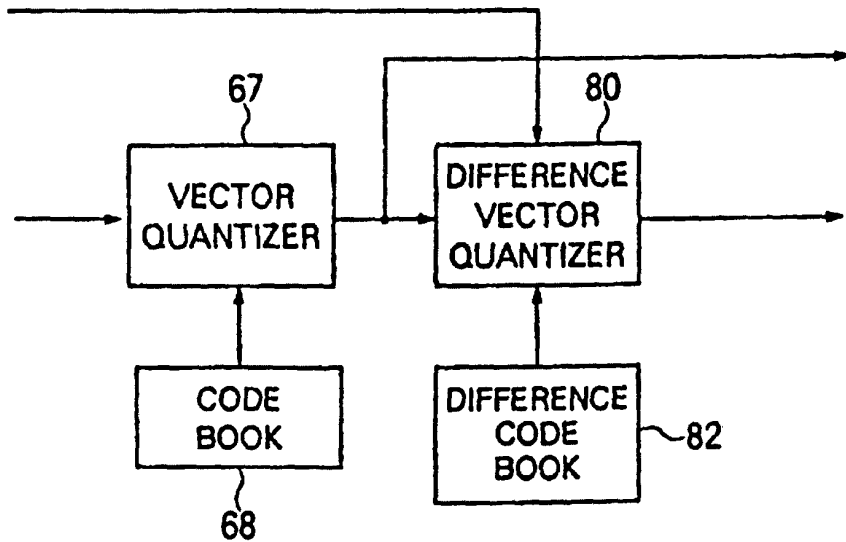 67
80
VECTOR
QUANTIZER
DIFFERENCE
VECTOR
QUANTIZER
CODE
BOOK
68
DIFFERENCE
CODE
BOOK
82